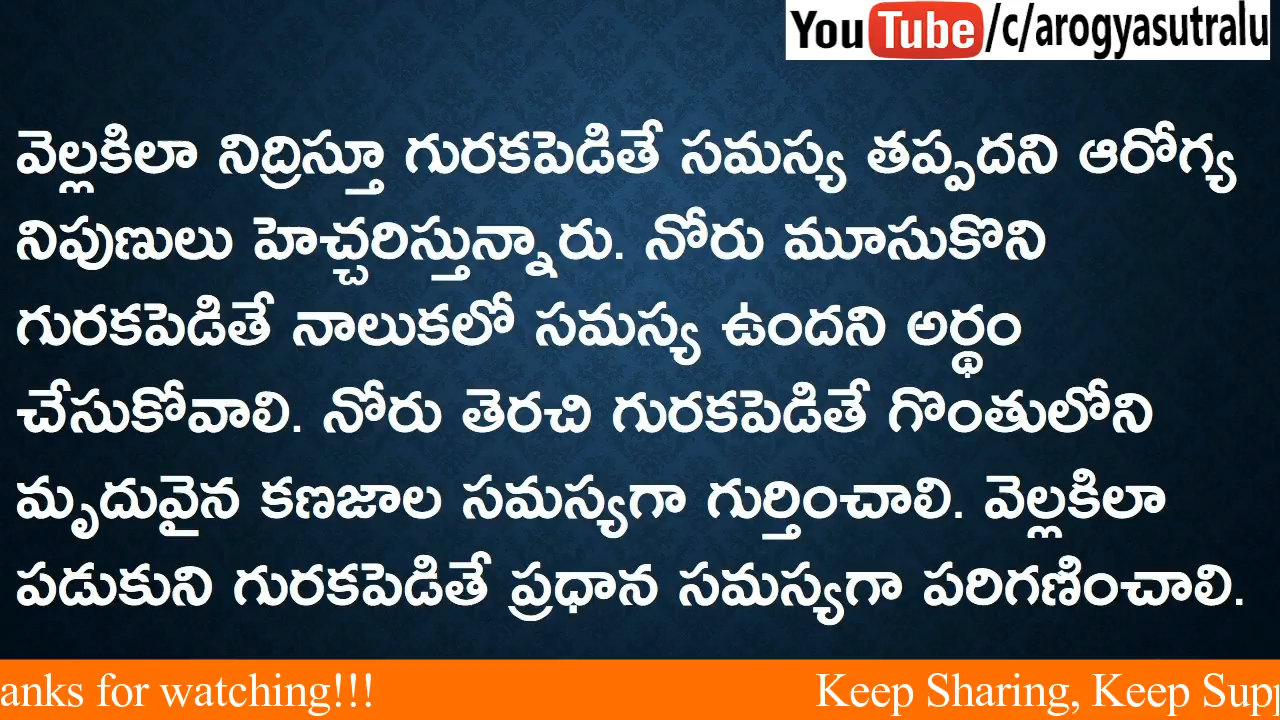 YouTube/c/arogyasutralu
వెల్లకిలా నిద్రిస్తూ గురకపెడితే సమస్య తప్పదని ఆరోగ్య
నిపుణులు హెచ్చరిస్తున్నారు. నోరు మూసుకొని
గురకపెడితే నాలుకలో సమస్య ఉందని అర్థం
చేసుకోవాలి. నోరు తెరచి గురకపెడితే గొంతులోని
మృదువైన కణజాల సమస్యగా గుర్తించాలి. వెల్లకిలా
పడుకుని గురకపెడితే ప్రధాన సమస్యగా పరిగణించాలి.
anks for watching!!! Keep Sharing, Keep Supp